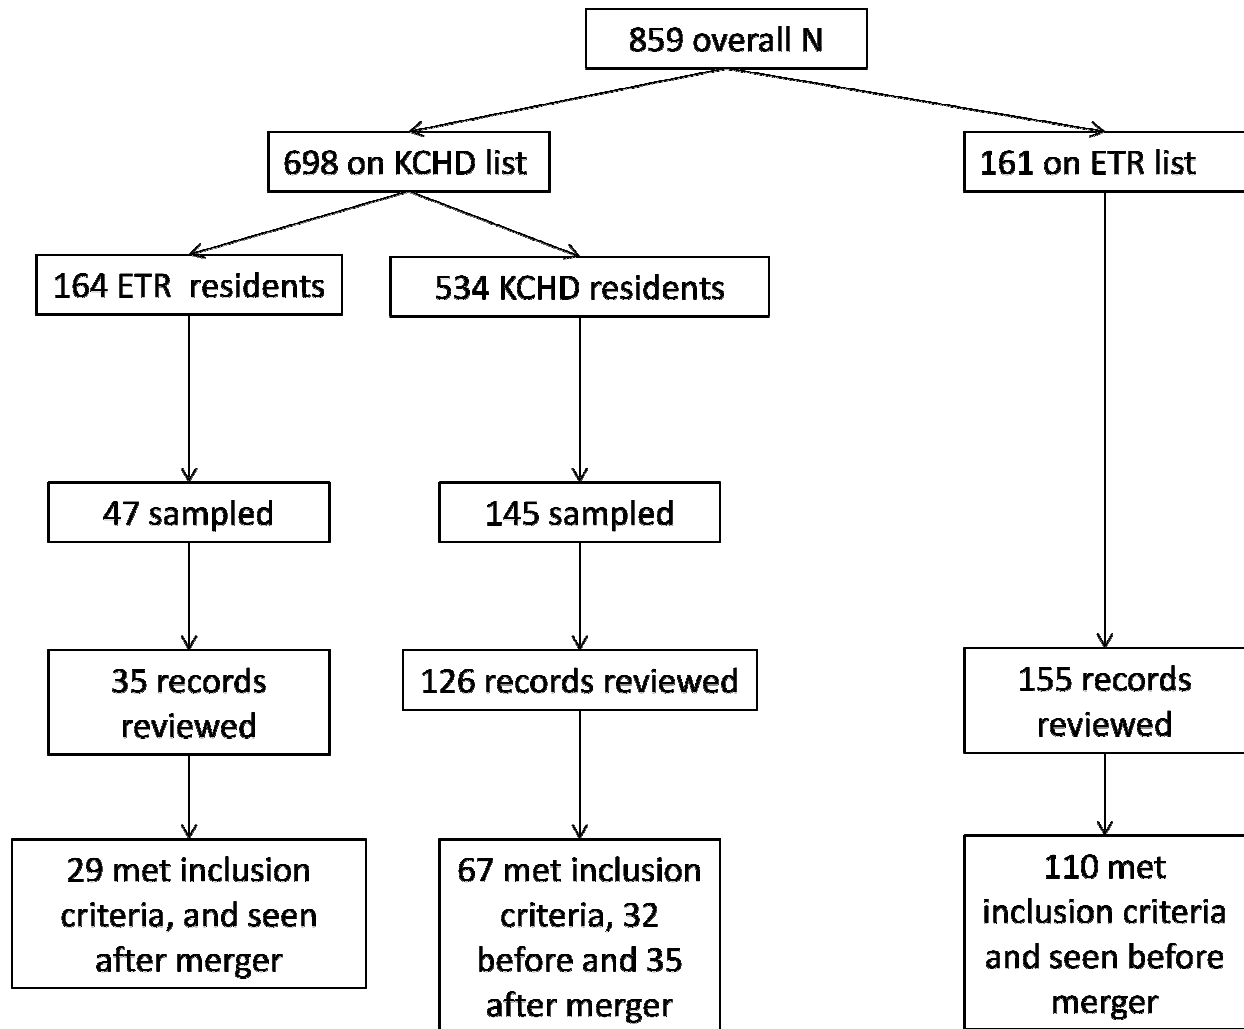 859 overall N
698 on KCHD list
161 on ETR list
164 ETR  residents
534 KCHD residents
47 sampled
145 sampled
35 records
reviewed
126 records reviewed
155 records
reviewed
29 met inclusion
criteria, and seen
after merger
67 met inclusion
criteria, 32
before and 35
after merger
110 met
inclusion criteria
and seen before
merger